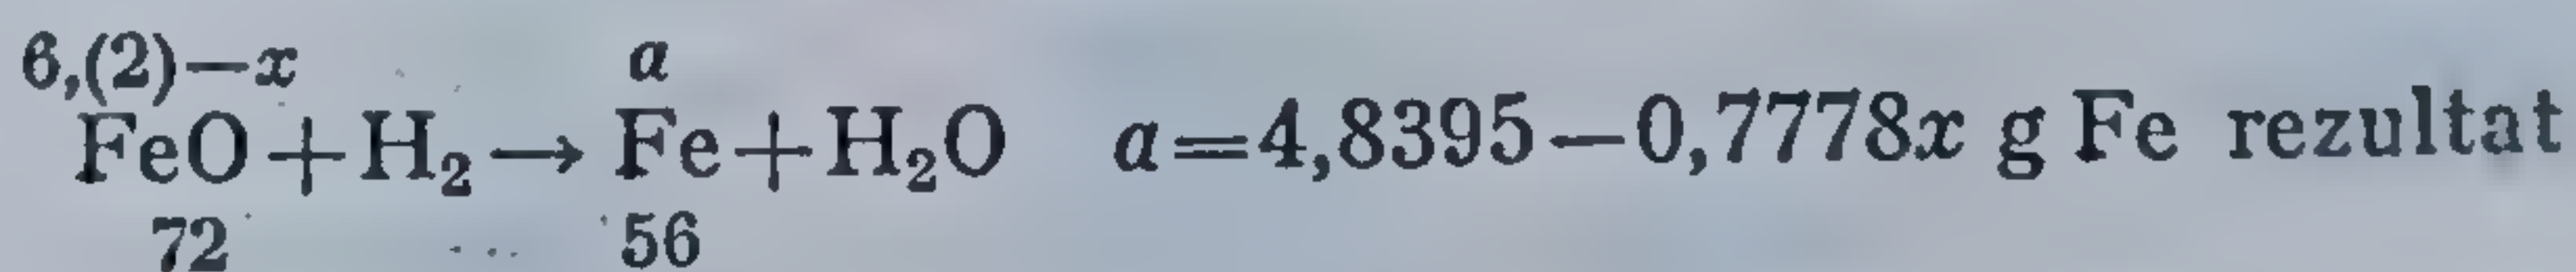 6,(2)—x a
FeO+H₂→Fe+H₂O a=4,8395—0,7778x g Fe rezultat
72 56